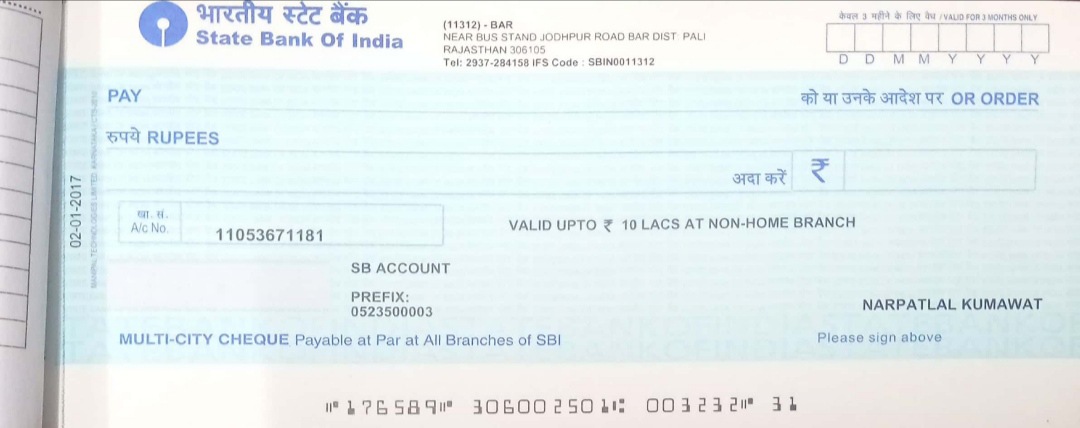 भारतीय स्टेट बैंक
State Bank Of India
(11312) - BAR
NEAR BUS STAND JODHPUR ROAD BAR DIST PALI
RAJASTHAN 306105
Tel: 2937-284158 IFS Code : SBIN0011312
केवल 3 महीने के लिए वैध / VALID FOR 3 MONTHS ONLY
D D M M Y Y Y Y
PAY
को या उनके आदेश पर OR ORDER
रुपये RUPEES
अदा करें ₹
02-01-2017
MANIPAL TECHNOLOGIES LIMITED
खा. सं.
A/c No.
11053671181
VALID UPTO ₹ 10 LACS AT NON-HOME BRANCH
SB ACCOUNT
PREFIX:
0523500003
NARPATLAL KUMAWAT
MULTI-CITY CHEQUE Payable at Par at All Branches of SBI
Please sign above
⑈176589⑈ 306002501⑆ 003232⑈ 31